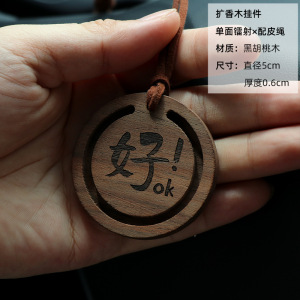 扩香木挂件
单面镭射×配皮绳
材质：黑胡桃木
尺寸：直径5cm
厚度0.6cm
好！
ok